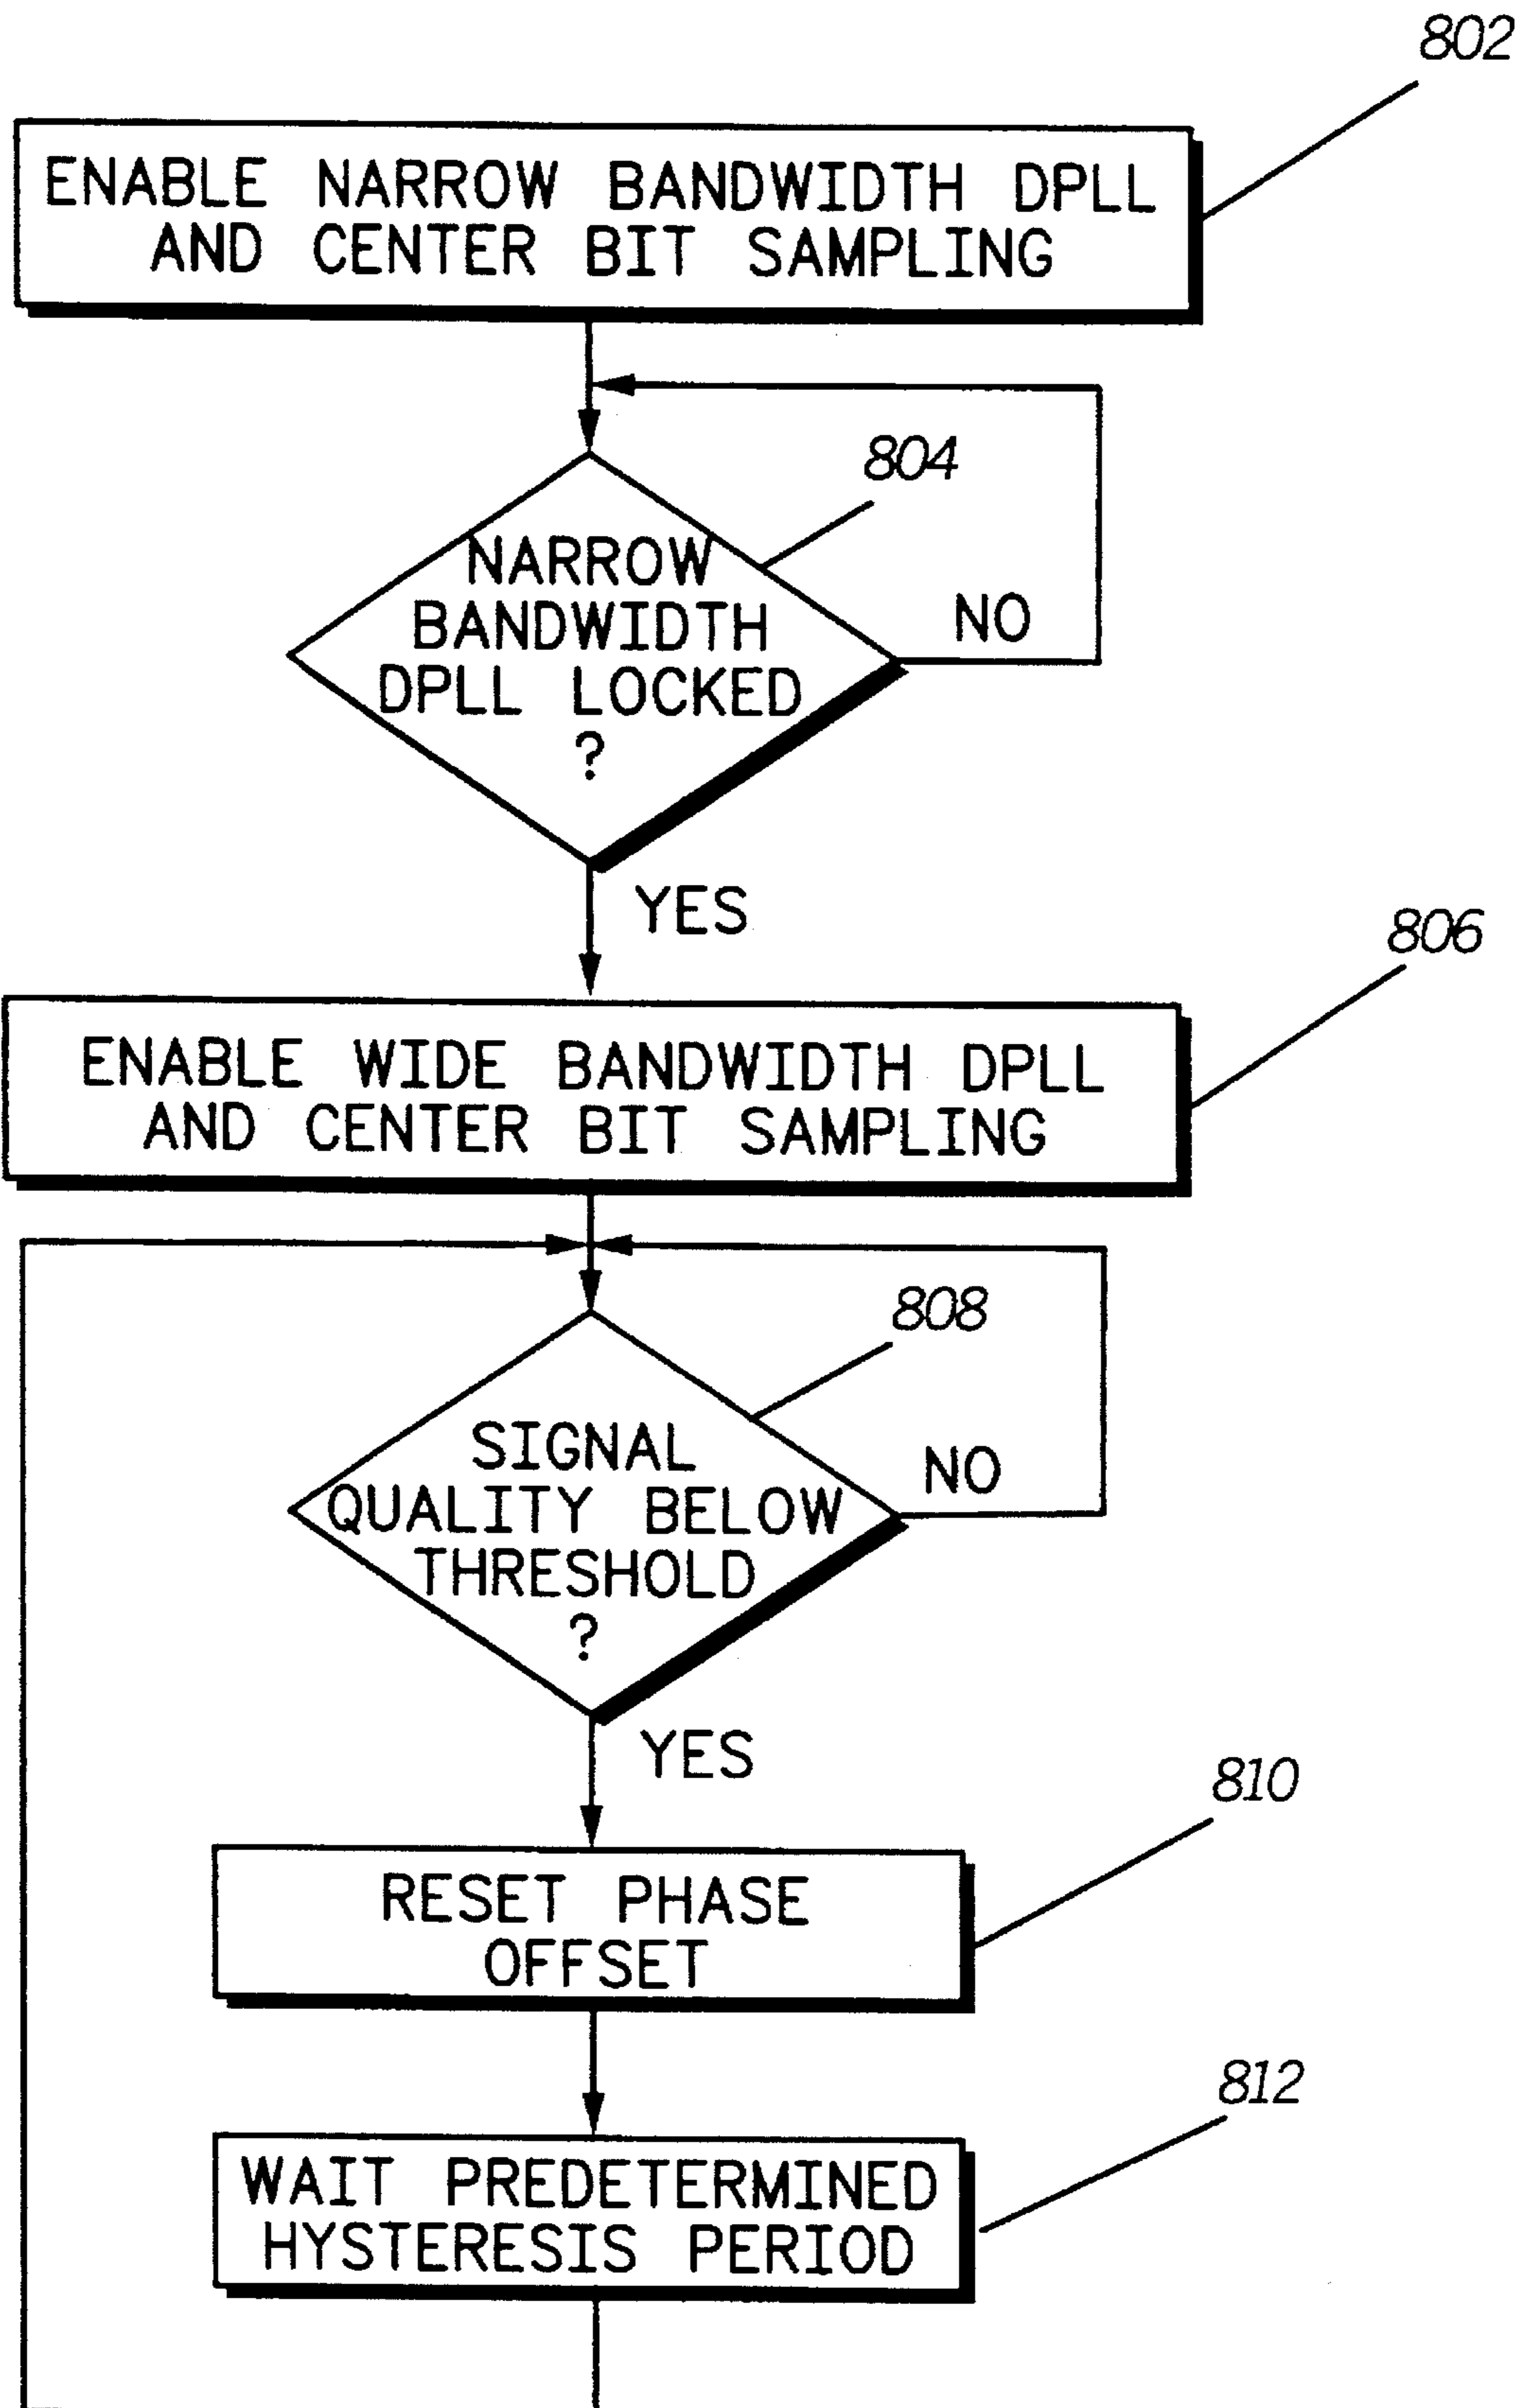 802
ENABLE NARROW BANDWIDTH DPLL
AND CENTER BIT SAMPLING
804
NARROW
BANDWIDTH
DPLL LOCKED
?
NO
YES
806
ENABLE WIDE BANDWIDTH DPLL
AND CENTER BIT SAMPLING
808
SIGNAL
QUALITY BELOW
THRESHOLD
?
NO
YES
810
RESET PHASE
OFFSET
812
WAIT PREDETERMINED
HYSTERESIS PERIOD